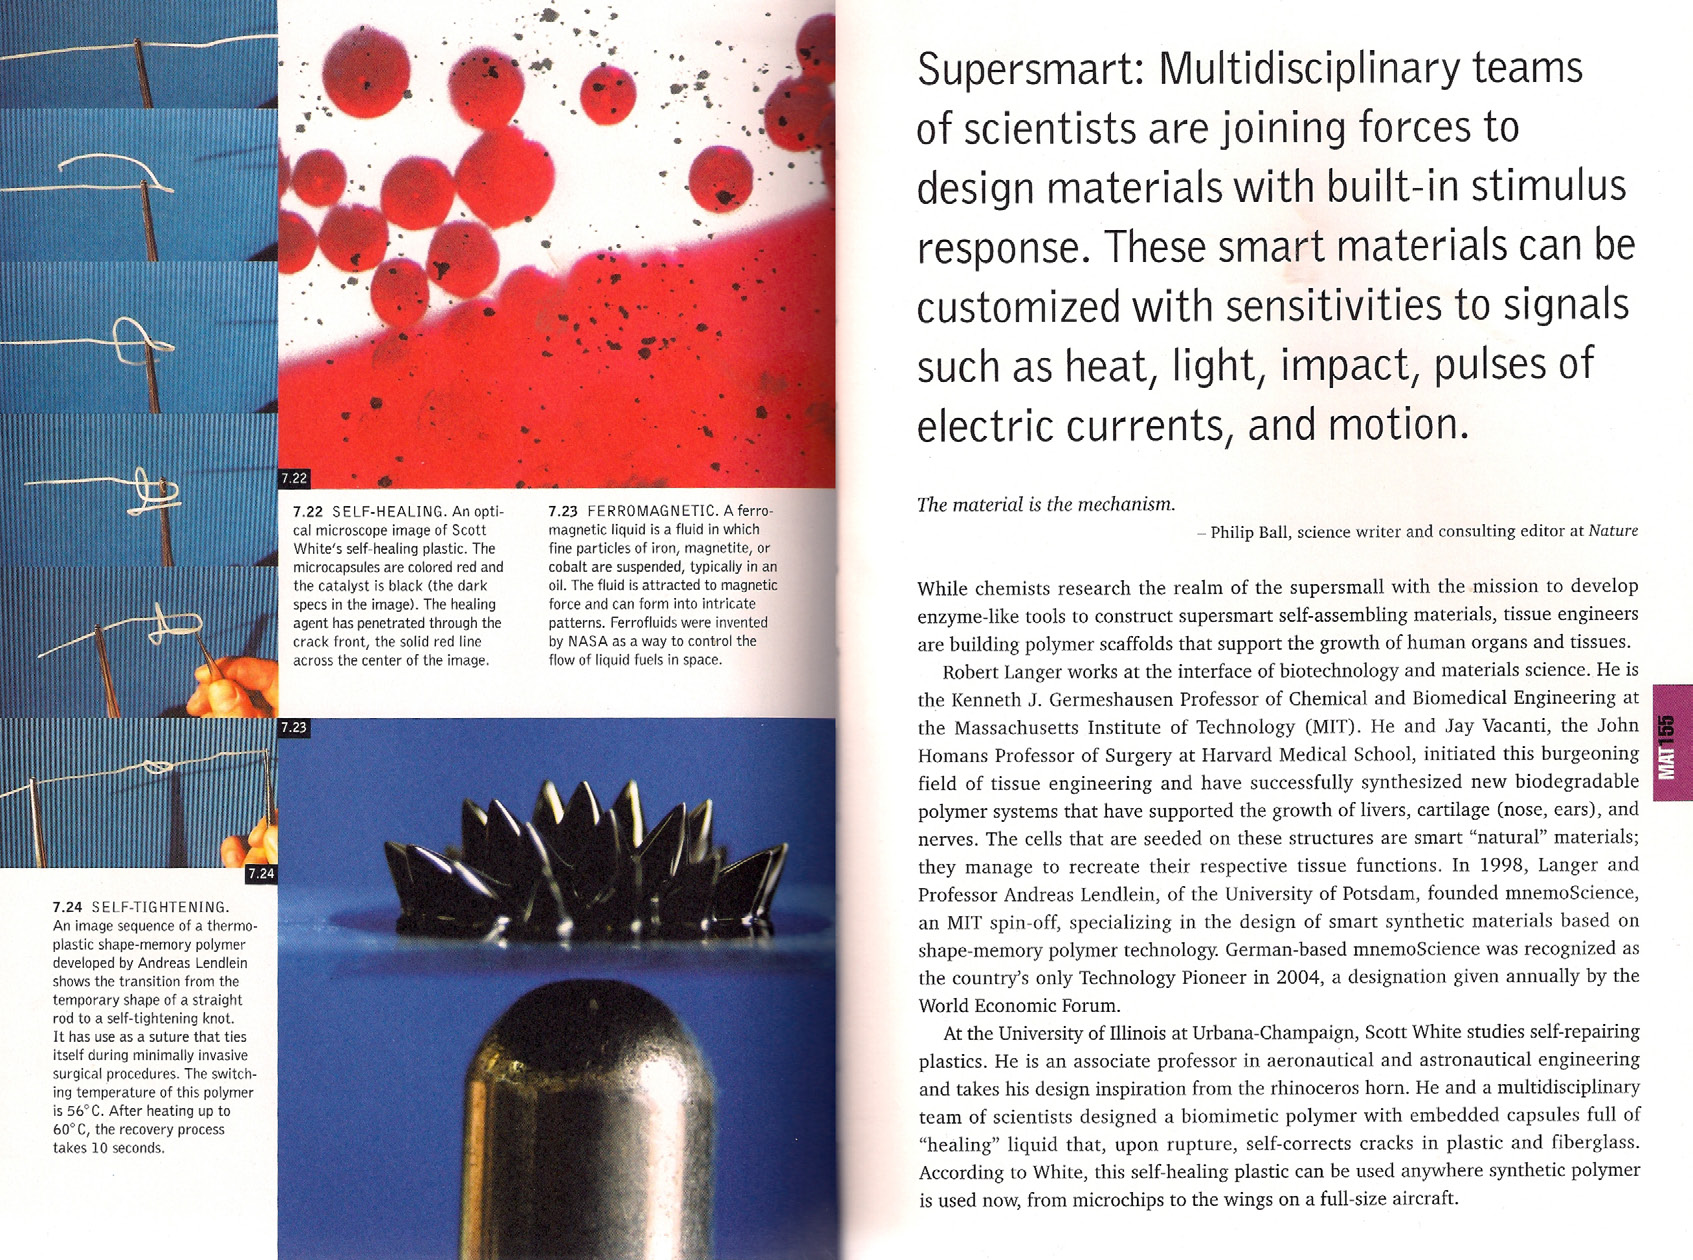 7.22
7.22 SELF-HEALING. An opti-
cal microscope image of Scott
White's self-healing plastic. The
microcapsules are colored red and
the catalyst is black (the dark
specs in the image). The healing
agent has penetrated through the
crack front, the solid red line
across the center of the image.
7.23 FERROMAGNETIC. A ferro-
magnetic liquid is a fluid in which
fine particles of iron, magnetite, or
cobalt are suspended, typically in an
oil. The fluid is attracted to magnetic
force and can form into intricate
patterns. Ferrofluids were invented
by NASA as a way to control the
flow of liquid fuels in space.
7.23
7.24
7.24 SELF-TIGHTENING.
An image sequence of a thermo-
plastic shape-memory polymer
developed by Andreas Lendlein
shows the transition from the
temporary shape of a straight
rod to a self-tightening knot.
It has use as a suture that ties
itself during minimally invasive
surgical procedures. The switch-
ing temperature of this polymer
is 56°C. After heating up to
60°C, the recovery process
takes 10 seconds.
Supersmart: Multidisciplinary teams
of scientists are joining forces to
design materials with built-in stimulus
response. These smart materials can be
customized with sensitivities to signals
such as heat, light, impact, pulses of
electric currents, and motion.
The material is the mechanism.
– Philip Ball, science writer and consulting editor at Nature
While chemists research the realm of the supersmall with the mission to develop
enzyme-like tools to construct supersmart self-assembling materials, tissue engineers
are building polymer scaffolds that support the growth of human organs and tissues.
Robert Langer works at the interface of biotechnology and materials science. He is
the Kenneth J. Germeshausen Professor of Chemical and Biomedical Engineering at
the Massachusetts Institute of Technology (MIT). He and Jay Vacanti, the John
Homans Professor of Surgery at Harvard Medical School, initiated this burgeoning
field of tissue engineering and have successfully synthesized new biodegradable
polymer systems that have supported the growth of livers, cartilage (nose, ears), and
nerves. The cells that are seeded on these structures are smart “natural” materials;
they manage to recreate their respective tissue functions. In 1998, Langer and
Professor Andreas Lendlein, of the University of Potsdam, founded mnemoScience,
an MIT spin-off, specializing in the design of smart synthetic materials based on
shape-memory polymer technology. German-based mnemoScience was recognized as
the country's only Technology Pioneer in 2004, a designation given annually by the
World Economic Forum.
At the University of Illinois at Urbana-Champaign, Scott White studies self-repairing
plastics. He is an associate professor in aeronautical and astronautical engineering
and takes his design inspiration from the rhinoceros horn. He and a multidisciplinary
team of scientists designed a biomimetic polymer with embedded capsules full of
“healing” liquid that, upon rupture, self-corrects cracks in plastic and fiberglass.
According to White, this self-healing plastic can be used anywhere synthetic polymer
is used now, from microchips to the wings on a full-size aircraft.
MAT155